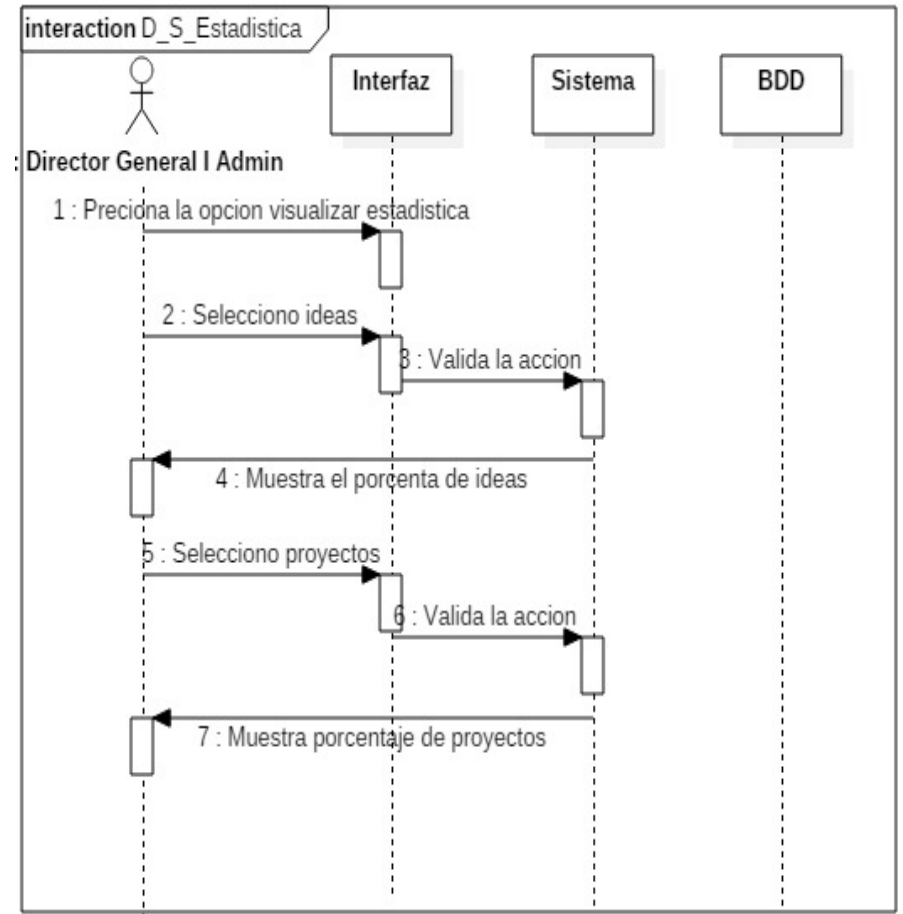 interaction D_S_Estadistica
Interfaz
Sistema
BDD
: Director General I Admin
1 : Preciona la opcion visualizar estadistica
2 : Selecciono ideas
3 : Valida la accion
4 : Muestra el porcenta de ideas
5 : Selecciono proyectos
6 : Valida la accion
7 : Muestra porcentaje de proyectos